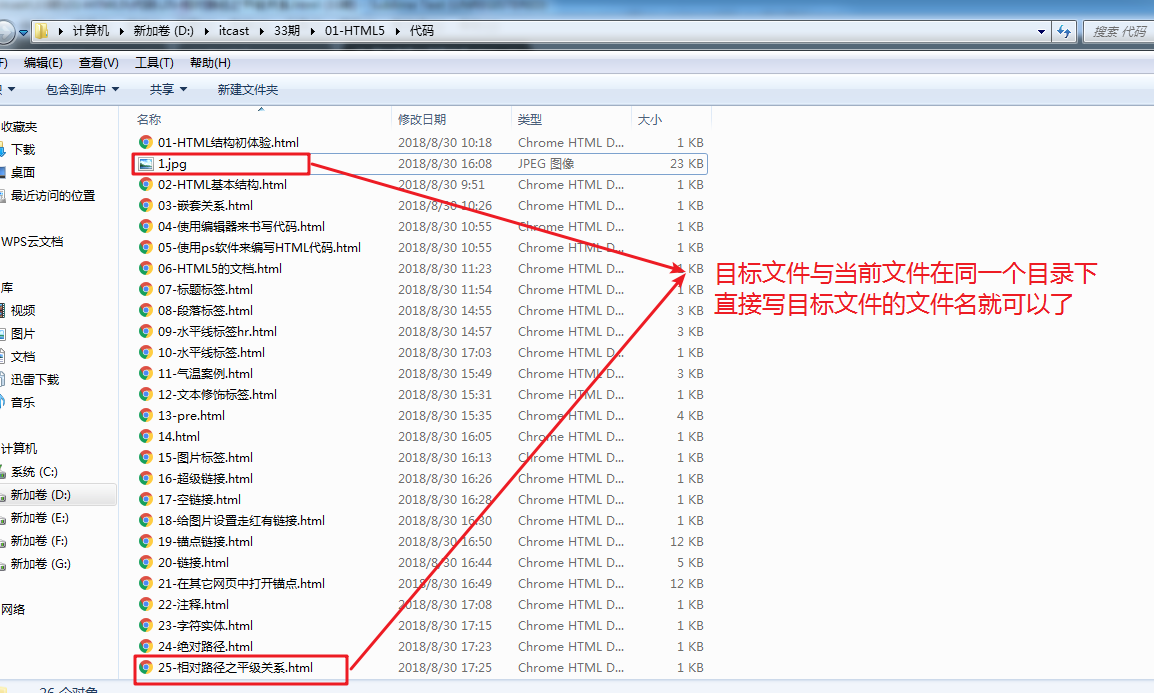 计算机 新加卷 (D:) itcast 33期 01-HTML5 代码
搜索 代码
编辑(E) 查看(V) 工具(T) 帮助(H)
包含到库中 共享 新建文件夹
收藏夹
下载
桌面
最近访问的位置
WPS云文档
库
视频
图片
文档
迅雷下载
音乐
计算机
系统 (C:)
新加卷 (D:)
新加卷 (E:)
新加卷 (F:)
新加卷 (G:)
网络
名称 修改日期 类型 大小
01-HTML结构初体验.html 2018/8/30 10:18 Chrome HTML D... 1 KB
1.jpg 2018/8/30 16:08 JPEG 图像 23 KB
02-HTML基本结构.html 2018/8/30 9:51 Chrome HTML D... 1 KB
03-嵌套关系.html 2018/8/30 10:26 Chrome HTML D... 1 KB
04-使用编辑器来书写代码.html 2018/8/30 10:55 Chrome HTML D... 1 KB
05-使用ps软件来编写HTML代码.html 2018/8/30 10:55 Chrome HTML D... 1 KB
06-HTML5的文档.html 2018/8/30 11:23 Chrome HTML D... 1 KB
07-标题标签.html 2018/8/30 11:54 Chrome HTML D... 1 KB
08-段落标签.html 2018/8/30 14:55 Chrome HTML D... 3 KB
09-水平线标签hr.html 2018/8/30 14:57 Chrome HTML D... 3 KB
10-水平线标签.html 2018/8/30 17:03 Chrome HTML D... 1 KB
11-气温案例.html 2018/8/30 15:49 Chrome HTML D... 3 KB
12-文本修饰标签.html 2018/8/30 15:31 Chrome HTML D... 1 KB
13-pre.html 2018/8/30 15:35 Chrome HTML D... 4 KB
14.html 2018/8/30 16:05 Chrome HTML D... 1 KB
15-图片标签.html 2018/8/30 16:13 Chrome HTML D... 1 KB
16-超级链接.html 2018/8/30 16:26 Chrome HTML D... 1 KB
17-空链接.html 2018/8/30 16:28 Chrome HTML D... 1 KB
18-给图片设置走红有链接.html 2018/8/30 16:30 Chrome HTML D... 1 KB
19-锚点链接.html 2018/8/30 16:50 Chrome HTML D... 12 KB
20-链接.html 2018/8/30 16:44 Chrome HTML D... 5 KB
21-在其它网页中打开锚点.html 2018/8/30 16:49 Chrome HTML D... 12 KB
22-注释.html 2018/8/30 17:08 Chrome HTML D... 1 KB
23-字符实体.html 2018/8/30 17:15 Chrome HTML D... 1 KB
24-绝对路径.html 2018/8/30 17:23 Chrome HTML D... 1 KB
25-相对路径之平级关系.html 2018/8/30 17:25 Chrome HTML D... 1 KB
目标文件与当前文件在同一个目录下
直接写目标文件的文件名就可以了
26 个对象